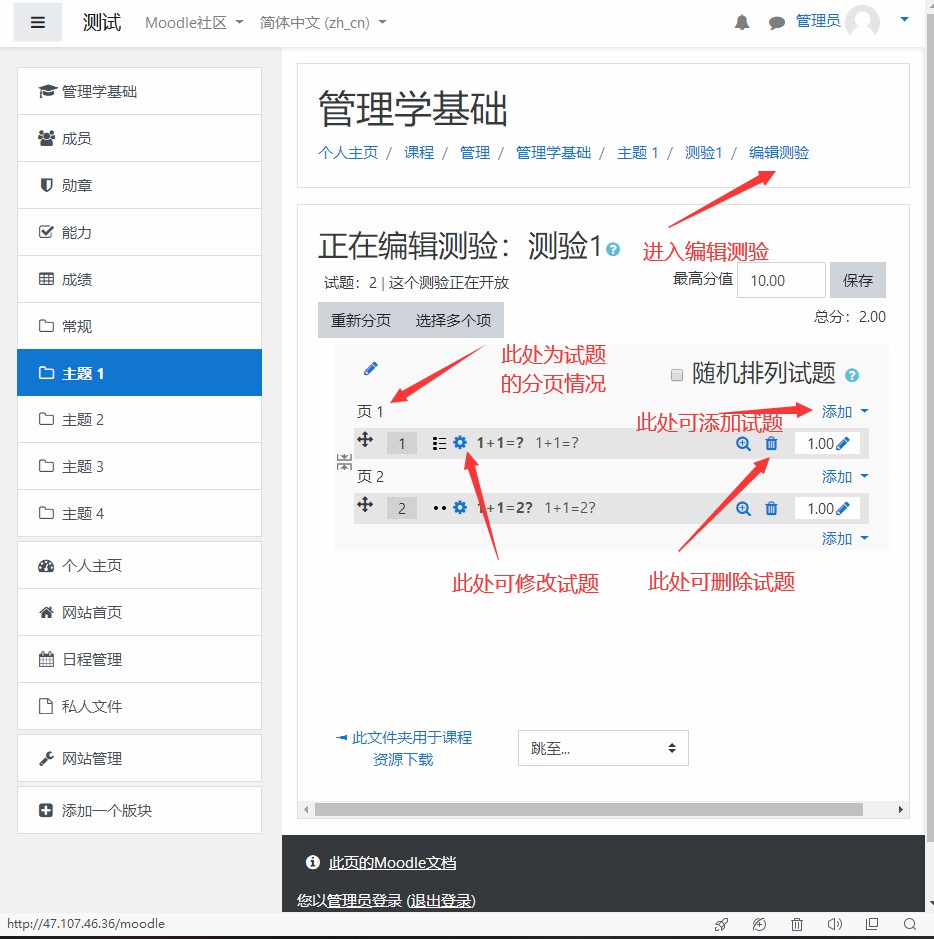 测试 Moodle社区 简体中文 (zh_cn) 管理员
管理学基础
成员
勋章
能力
成绩
常规
主题 1
主题 2
主题 3
主题 4
个人主页
网站首页
日程管理
私人文件
网站管理
添加一个版块
管理学基础
个人主页 / 课程 / 管理 / 管理学基础 / 主题 1 / 测验1 / 编辑测验
进入编辑测验
正在编辑测验：测验1
试题：2 | 这个测验正在开放
最高分值 10.00 保存
重新分页 选择多个项
总分：2.00
此处为试题
的分页情况
随机排列试题
页 1
添加
此处可添加试题
1 1+1=? 1+1=? 1.00
页 2
添加
2 1+1=2? 1+1=2? 1.00
添加
此处可修改试题
此处可删除试题
此文件夹用于课程
资源下载
跳至...
此页的Moodle文档
您以管理员登录 (退出登录)
http://47.107.46.36/moodle